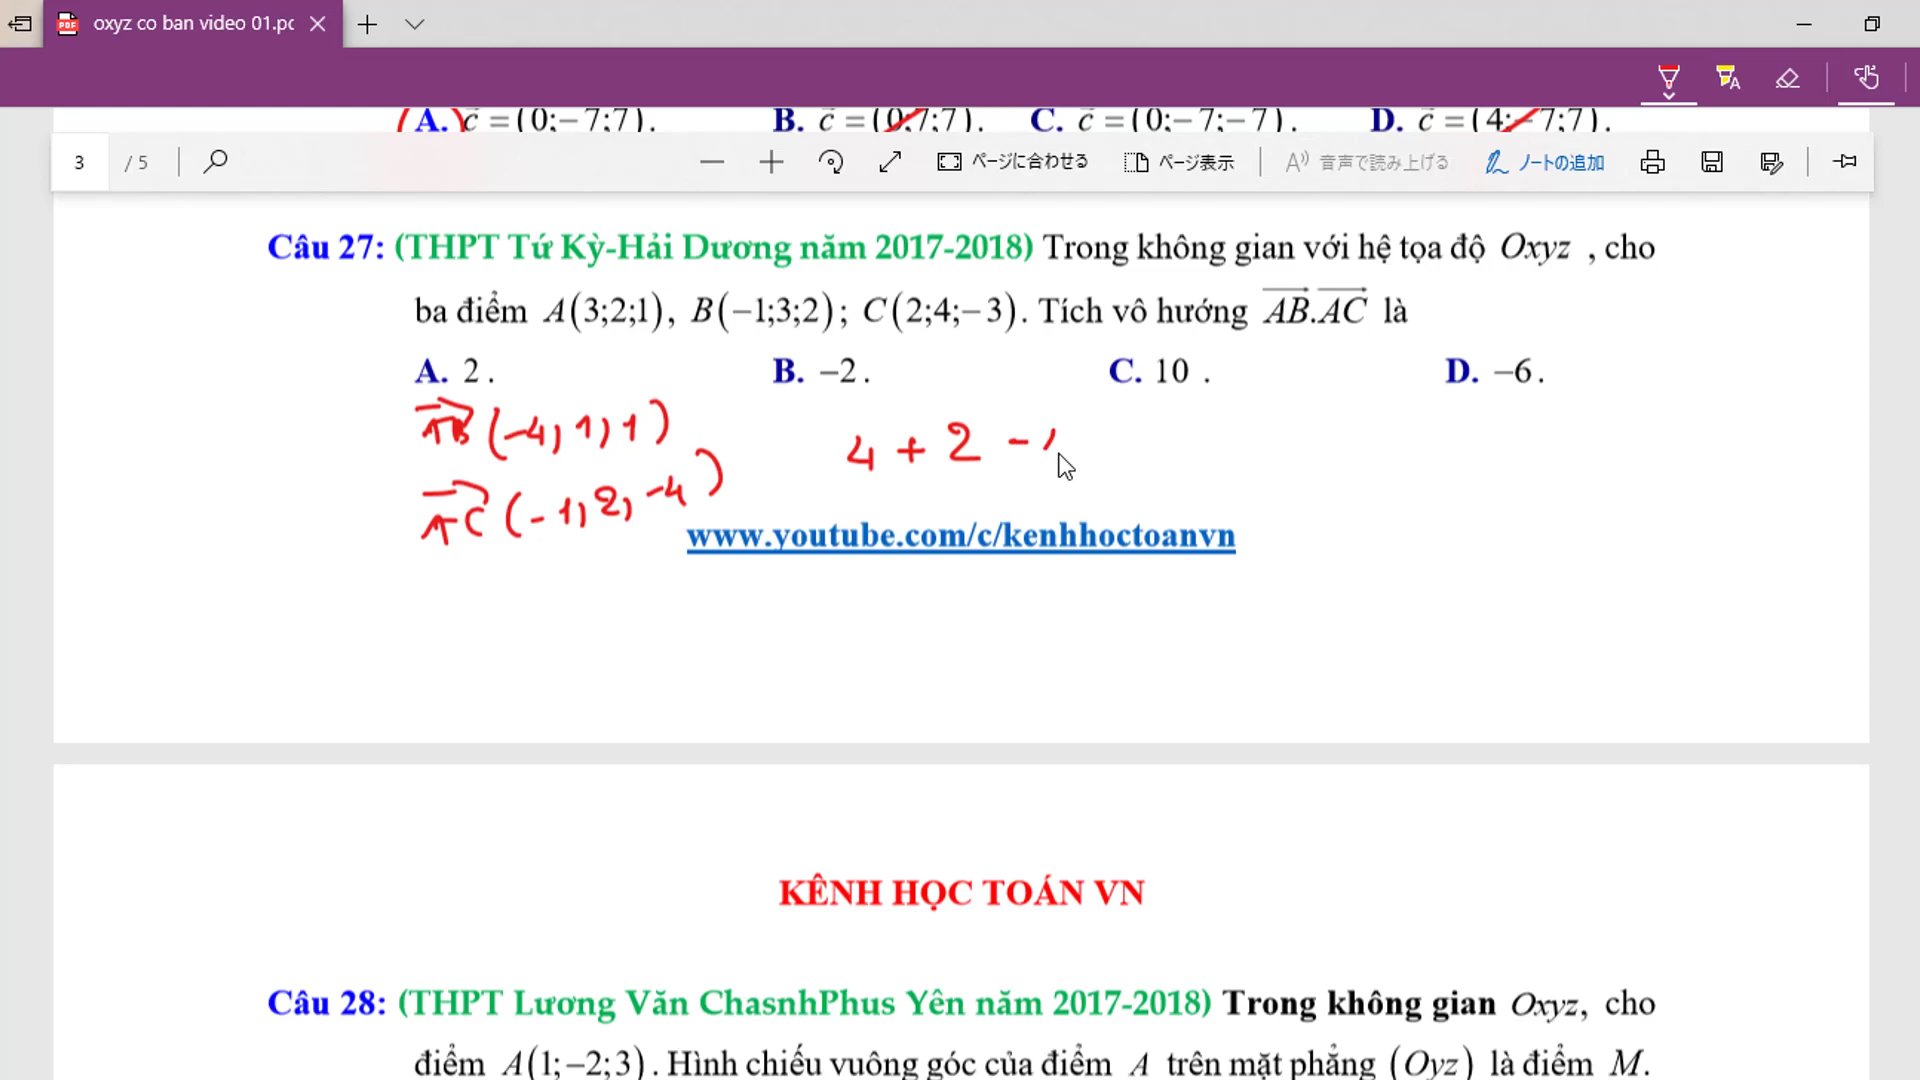 oxyz co ban video 01.pc
A. c = (0;−7;7). B. c = (0;7;7). C. c = (0;−7;−7). D. c = (4;−7;7).
3 / 5 ページに合わせる ページ表示 音声で読み上げる ノートの追加
Câu 27: (THPT Tứ Kỳ-Hải Dương năm 2017-2018) Trong không gian với hệ tọa độ Oxyz , cho
ba điểm A(3;2;1), B(−1;3;2); C(2;4;−3). Tích vô hướng AB.AC là
A. 2 . B. −2 . C. 10 . D. −6 .
AB (-4, 1, 1) 4 + 2 -
AC (-1, 2, -4)
www.youtube.com/c/kenhhoctoanvn
KÊNH HỌC TOÁN VN
Câu 28: (THPT Lương Văn ChasnhPhus Yên năm 2017-2018) Trong không gian Oxyz, cho
điểm A(1;−2;3). Hình chiếu vuông góc của điểm A trên mặt phẳng (Oyz) là điểm M.